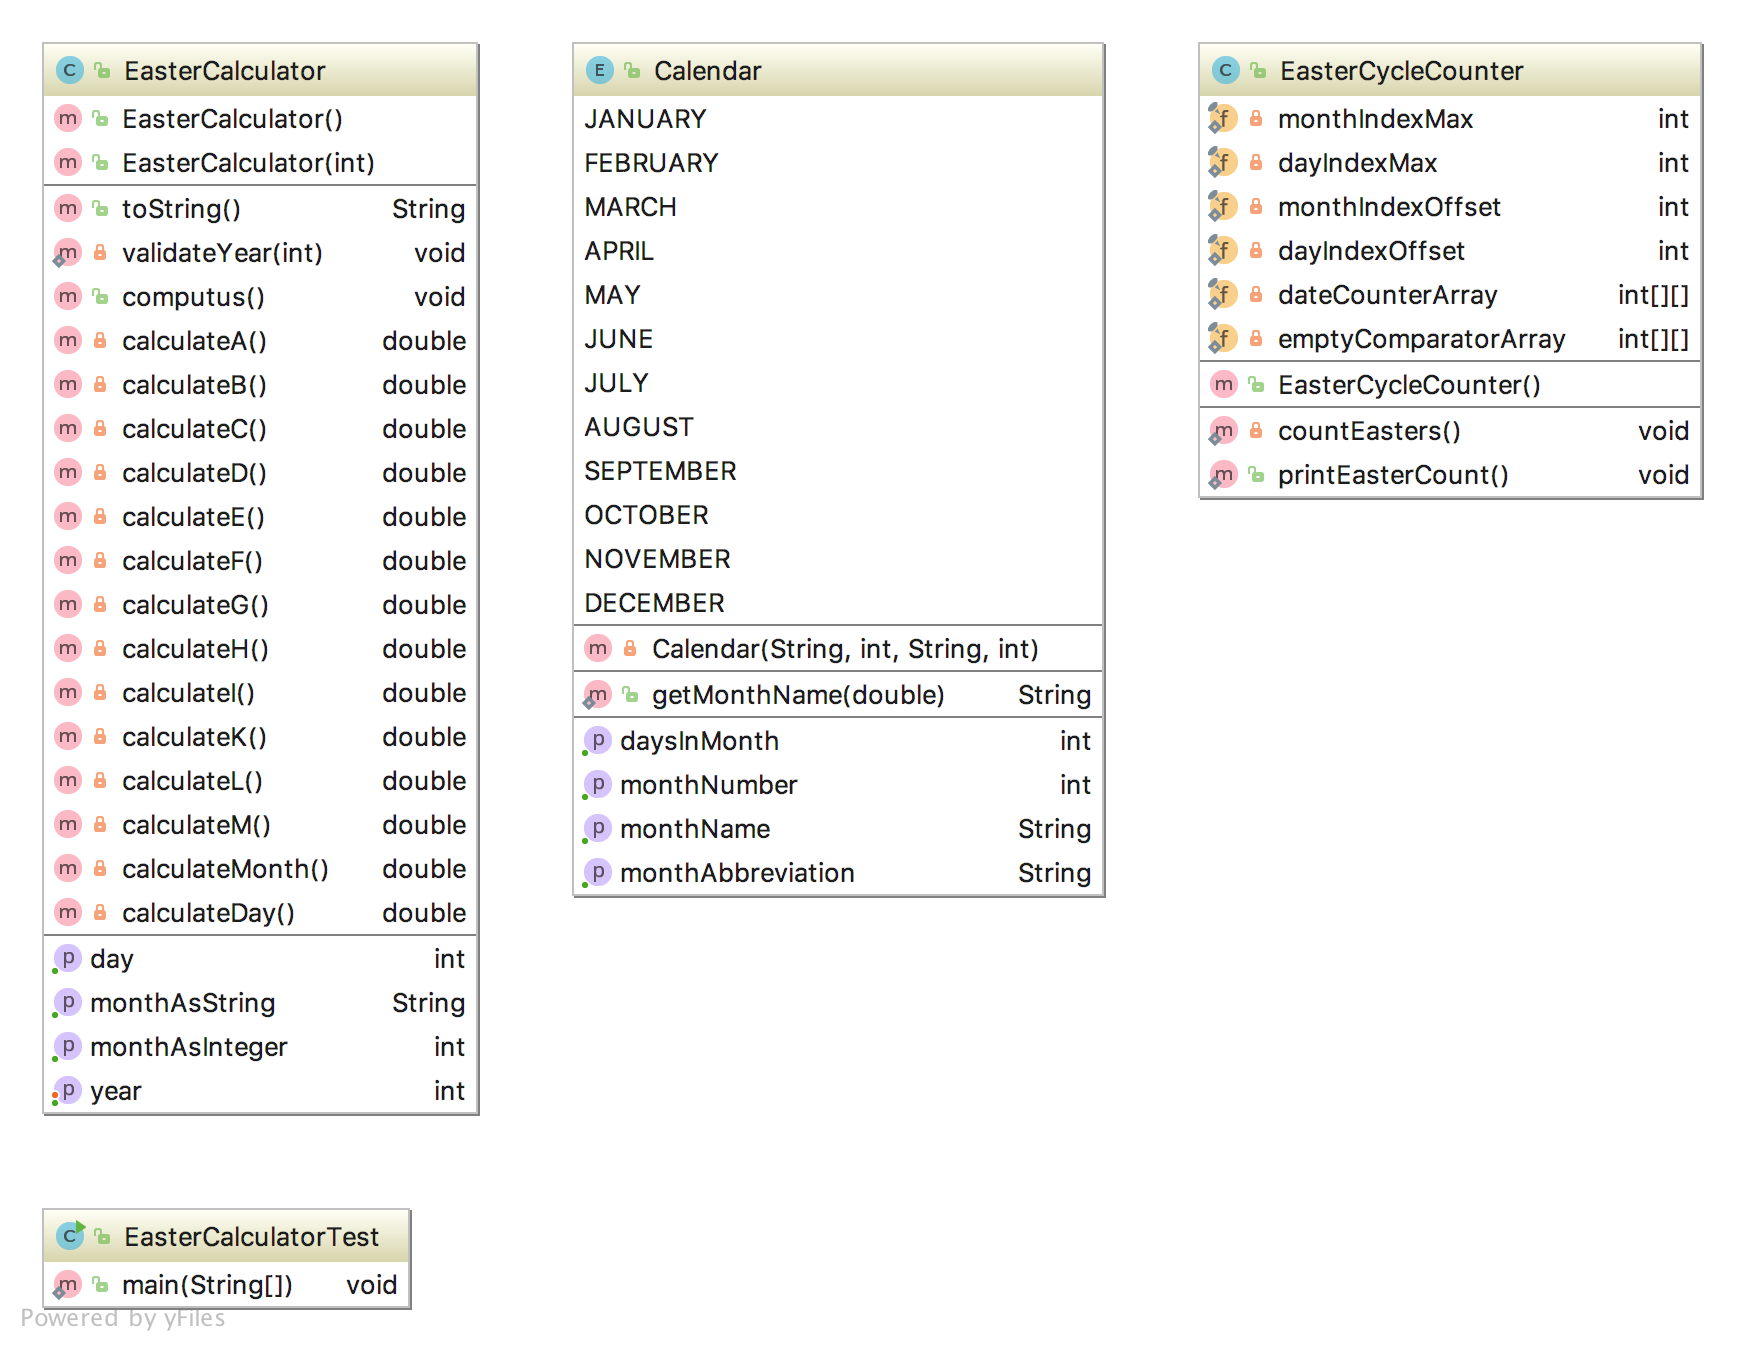 EasterCalculator
EasterCalculator()
EasterCalculator(int)
toString() String
validateYear(int) void
computus() void
calculateA() double
calculateB() double
calculateC() double
calculateD() double
calculateE() double
calculateF() double
calculateG() double
calculateH() double
calculateI() double
calculateK() double
calculateL() double
calculateM() double
calculateMonth() double
calculateDay() double
day int
monthAsString String
monthAsInteger int
year int
Calendar
JANUARY
FEBRUARY
MARCH
APRIL
MAY
JUNE
JULY
AUGUST
SEPTEMBER
OCTOBER
NOVEMBER
DECEMBER
Calendar(String, int, String, int)
getMonthName(double) String
daysInMonth int
monthNumber int
monthName String
monthAbbreviation String
EasterCycleCounter
monthIndexMax int
dayIndexMax int
monthIndexOffset int
dayIndexOffset int
dateCounterArray int[][]
emptyComparatorArray int[][]
EasterCycleCounter()
countEasters() void
printEasterCount() void
EasterCalculatorTest
main(String[]) void
Powered by yFiles